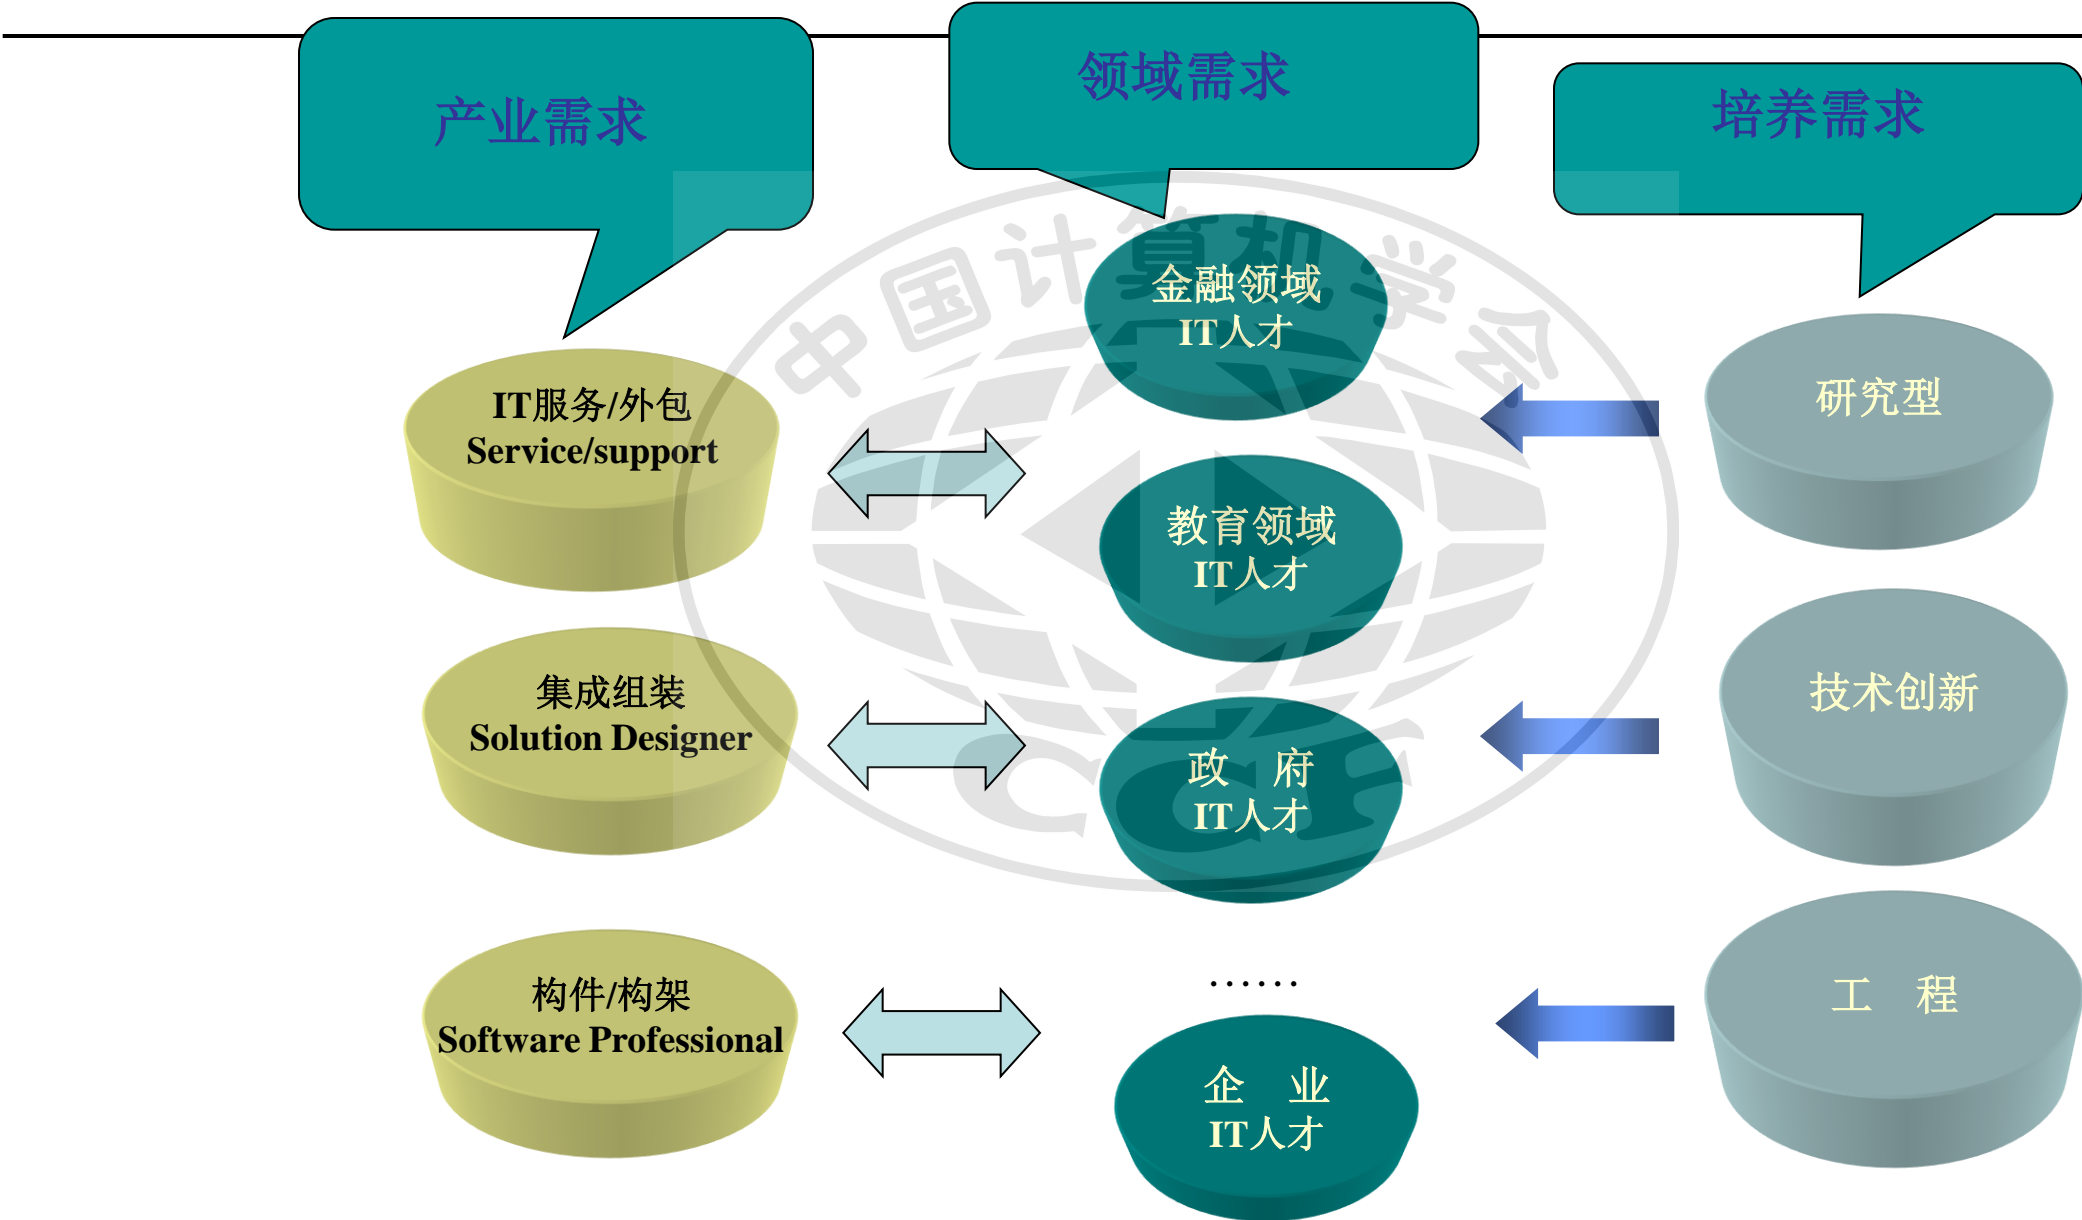 产业需求
领域需求
培养需求
中国计算机学会
金融领域
IT人才
IT服务/外包
Service/support
研究型
教育领域
IT人才
集成组装
Solution Designer
政　府
IT人才
CCF
技术创新
构件/构架
Software Professional
……
企　业
IT人才
工　程